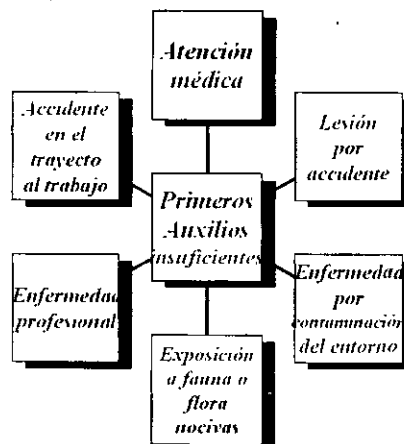 Atención
médica
Accidente
en el
trayecto
al trabajo
Lesión
por
accidente
Primeros
Auxilios
insuficientes
Enfermedad
profesional
Enfermedad
por
contaminación
del entorno
Exposición
a fauna o
flora
nocivas